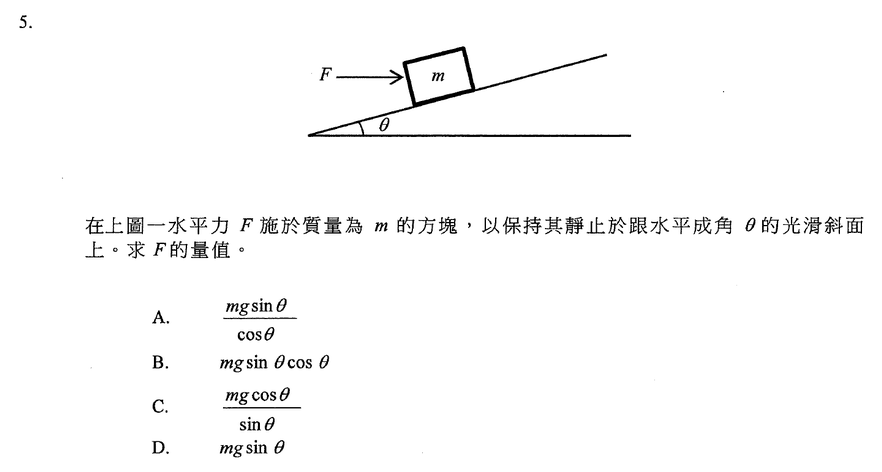 5.
F
m
θ
在上圖一水平力 F 施於質量為 m 的方塊，以保持其靜止於跟水平成角 θ 的光滑斜面
上。求 F 的量值。
A. mg sin θ / cos θ
B. mg sin θ cos θ
C. mg cos θ / sin θ
D. mg sin θ